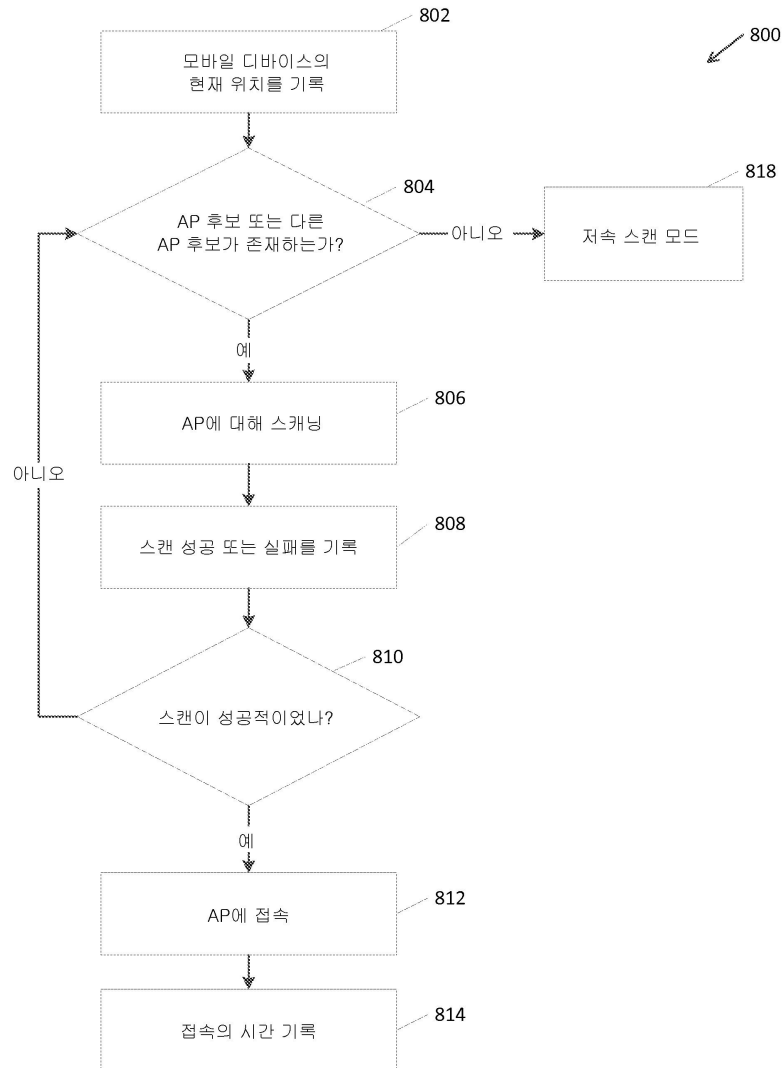 802
800
모바일 디바이스의
현재 위치를 기록
804
AP 후보 또는 다른
AP 후보가 존재하는가?
아니오
818
저속 스캔 모드
예
806
AP에 대해 스캐닝
아니오
808
스캔 성공 또는 실패를 기록
810
스캔이 성공적이었나?
예
812
AP에 접속
814
접속의 시간 기록